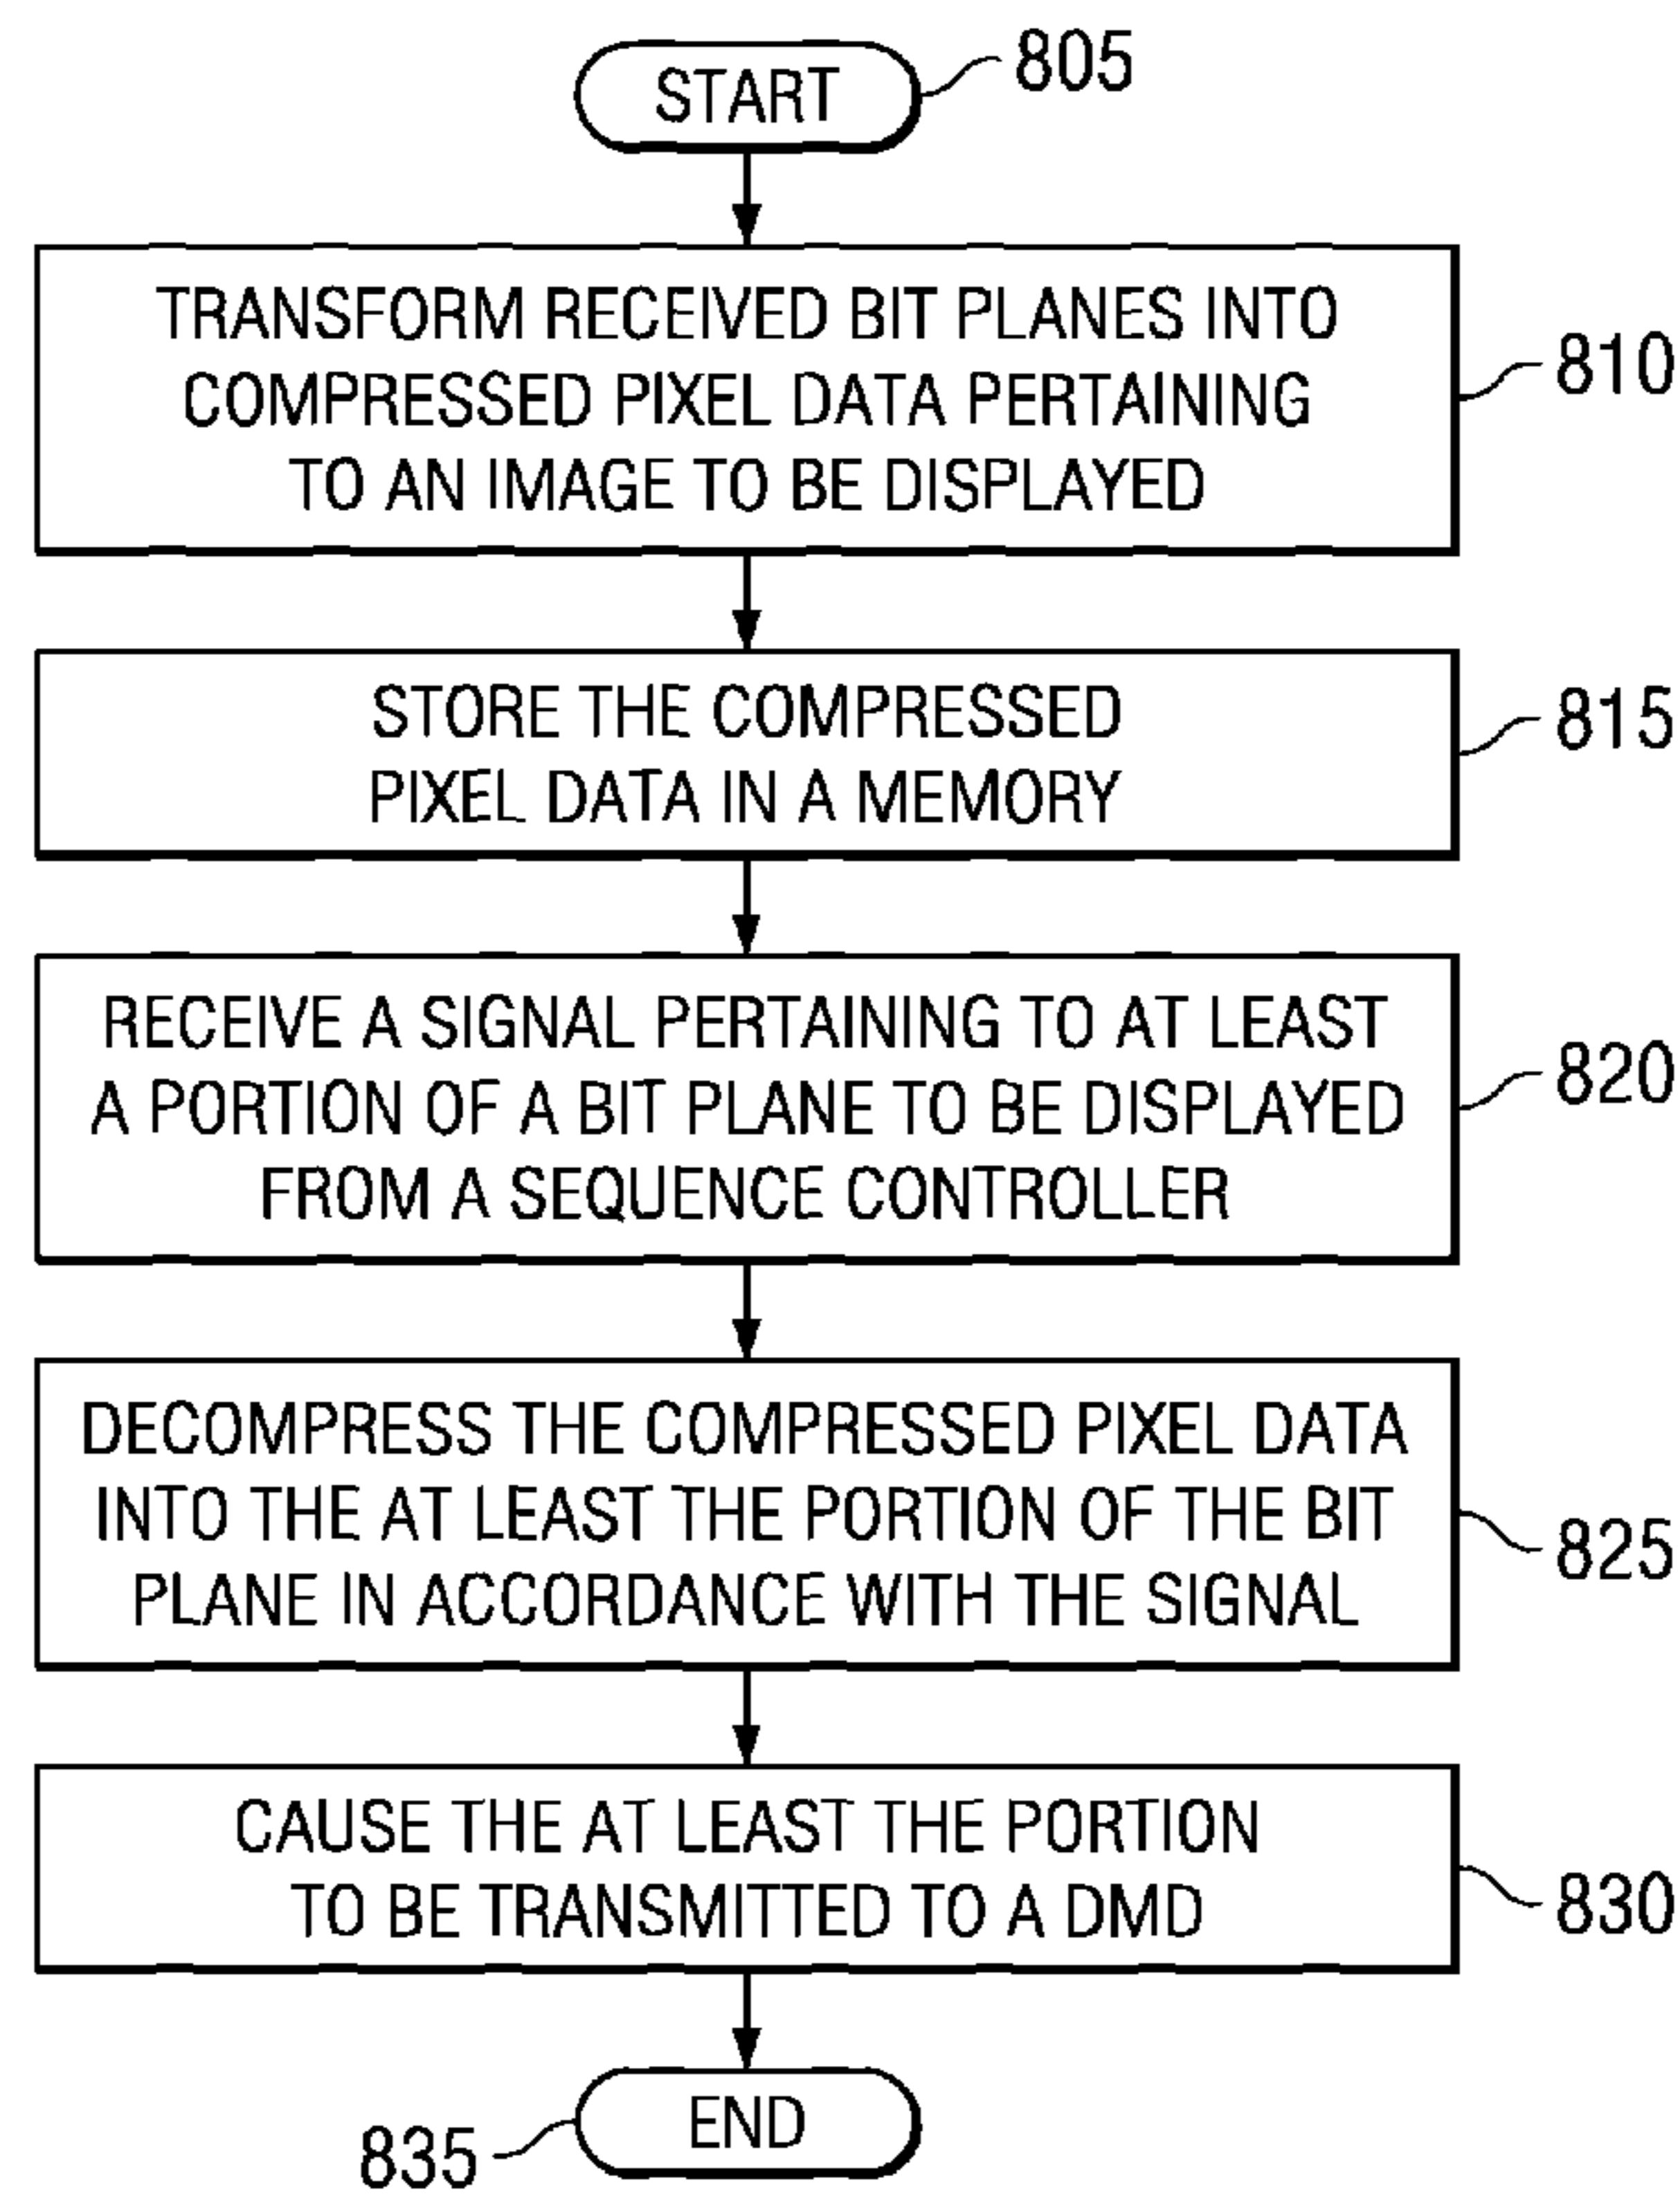 START
805
TRANSFORM RECEIVED BIT PLANES INTO
COMPRESSED PIXEL DATA PERTAINING
TO AN IMAGE TO BE DISPLAYED
810
STORE THE COMPRESSED
PIXEL DATA IN A MEMORY
815
RECEIVE A SIGNAL PERTAINING TO AT LEAST
A PORTION OF A BIT PLANE TO BE DISPLAYED
FROM A SEQUENCE CONTROLLER
820
DECOMPRESS THE COMPRESSED PIXEL DATA
INTO THE AT LEAST THE PORTION OF THE BIT
PLANE IN ACCORDANCE WITH THE SIGNAL
825
CAUSE THE AT LEAST THE PORTION
TO BE TRANSMITTED TO A DMD
830
END
835